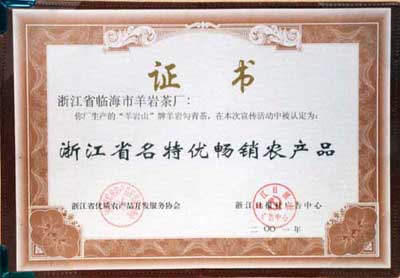 证书
浙江省临海市羊岩茶厂:
你厂生产的“羊岩山”牌羊岩勾青茶,在本次宣传活动中被认定为:
浙江省名特优畅销农产品
浙江省优质农产品开发服务协会
二〇〇一年